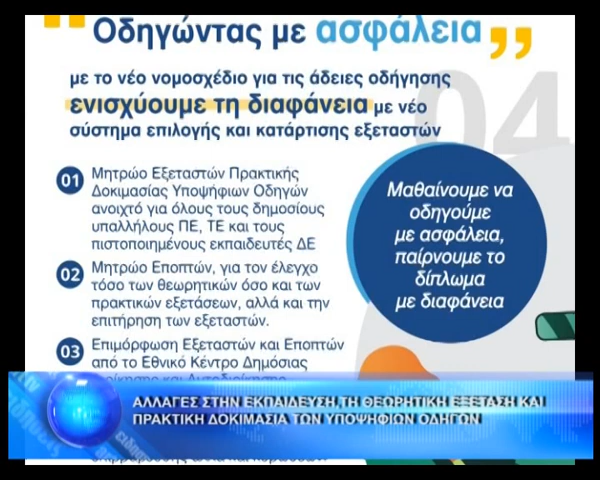 “ Οδηγώντας με ασφάλεια ”
με το νέο νομοσχέδιο για τις άδειες οδήγησης
ενισχύουμε τη διαφάνεια με νέο
σύστημα επιλογής και κατάρτισης εξεταστών
04
01 Μητρώο Εξεταστών Πρακτικής
Δοκιμασίας Υποψήφιων Οδηγών
ανοιχτό για όλους τους δημοσίους
υπαλλήλους ΠΕ, ΤΕ και τους
πιστοποιημένους εκπαιδευτές ΔΕ
02 Μητρώο Εποπτών, για τον έλεγχο
τόσο των θεωρητικών όσο και των
πρακτικών εξετάσεων, αλλά και την
επιτήρηση των εξεταστών.
03 Επιμόρφωση Εξεταστών και Εποπτών
από το Εθνικό Κέντρο Δημόσιας
Μαθαίνουμε να
οδηγούμε
με ασφάλεια,
παίρνουμε το
δίπλωμα
με διαφάνεια
ΑΛΛΑΓΕΣ ΣΤΗΝ ΕΚΠΑΙΔΕΥΣΗ,ΤΗ ΘΕΩΡΗΤΙΚΗ ΕΞΕΤΑΣΗ ΚΑΙ
ΠΡΑΚΤΙΚΗ ΔΟΚΙΜΑΣΙΑ ΤΩΝ ΥΠΟΨΗΦΙΩΝ ΟΔΗΓΩΝ